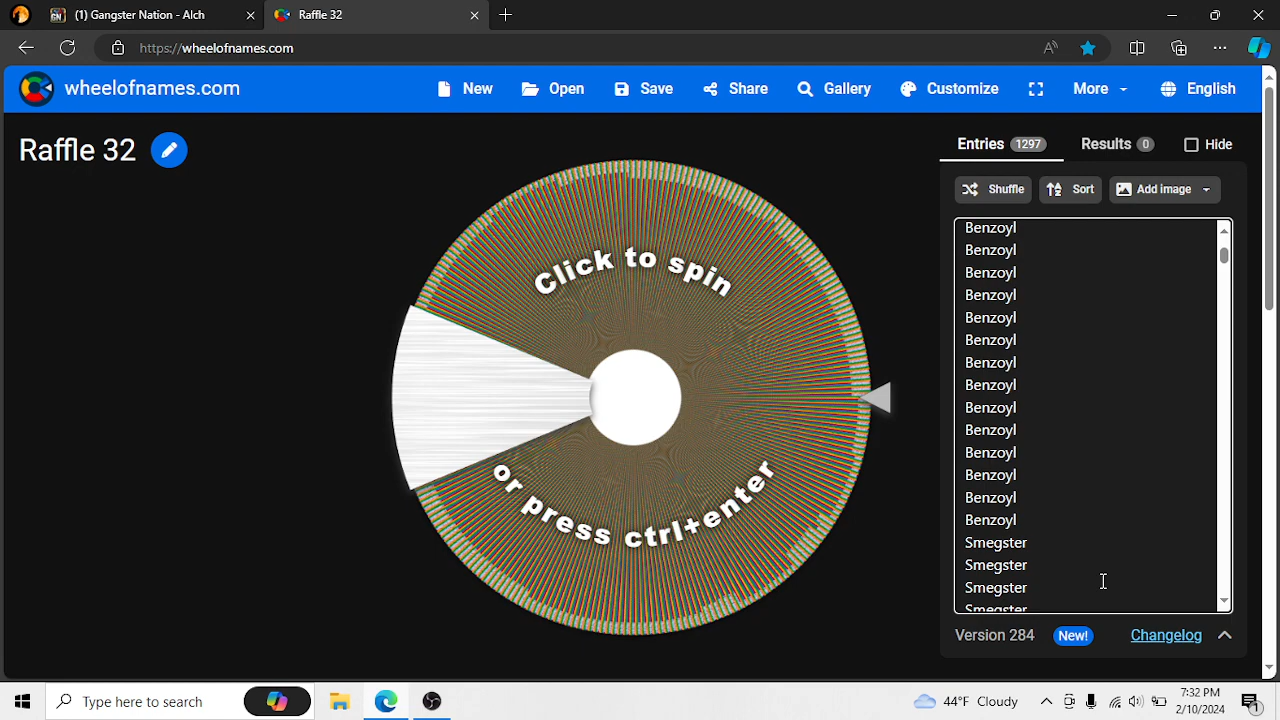 (1) Gangster Nation - Alch
Raffle 32
https://wheelofnames.com
wheelofnames.com
New
Open
Save
Share
Gallery
Customize
More
English
Raffle 32
Entries 1297
Results 0
Hide
Shuffle
Sort
Add image
Click to spin
or press ctrl+enter
Benzoyl
Benzoyl
Benzoyl
Benzoyl
Benzoyl
Benzoyl
Benzoyl
Benzoyl
Benzoyl
Benzoyl
Benzoyl
Benzoyl
Benzoyl
Benzoyl
Smegster
Smegster
Smegster
Smegster
Version 284
New!
Changelog
Type here to search
44°F Cloudy
7:32 PM
2/10/2024
1